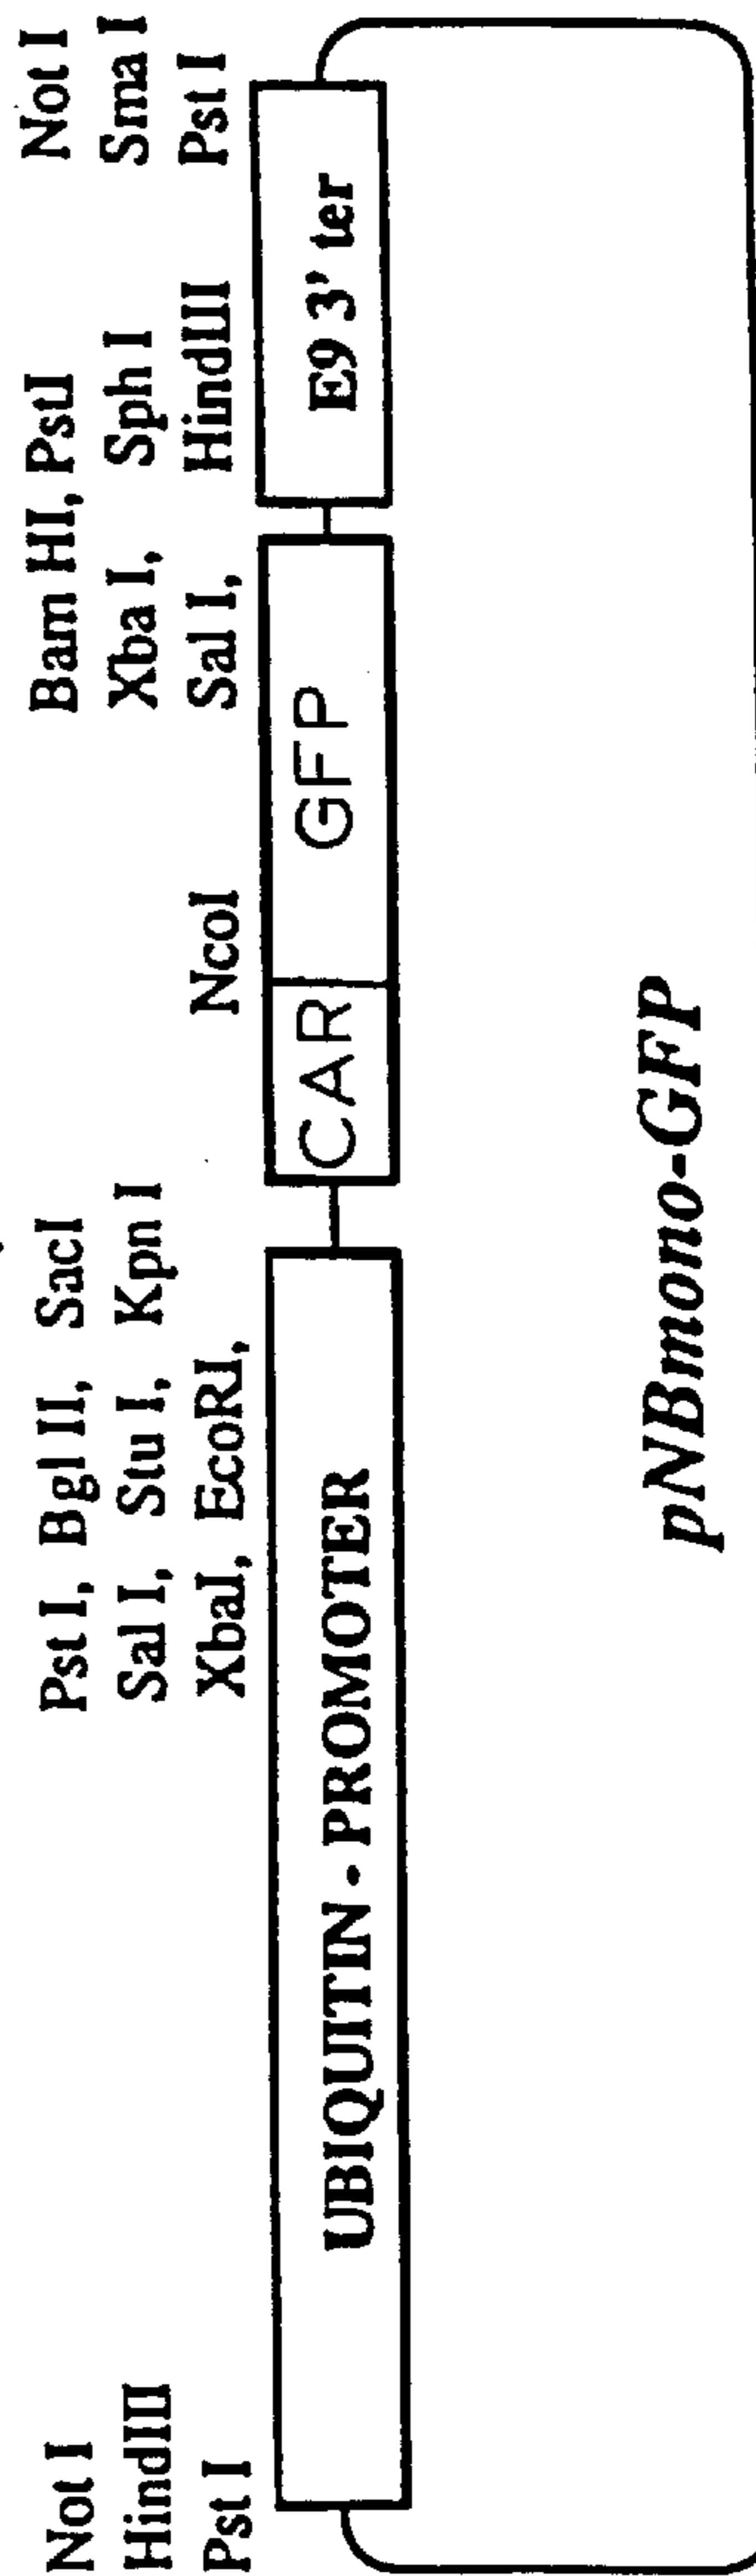 Not I
HindIII
Pst I
Pst I, Bgl II, SacI
Sal I, Stu I, Kpn I
XbaI, EcoRI,
NcoI
Bam HI, PstI
Xba I, Sph I
Sal I, HindIII
Not I
Sma I
Pst I
UBIQUITIN - PROMOTER
CAR
GFP
E9 3' ter
pNBmono-GFP